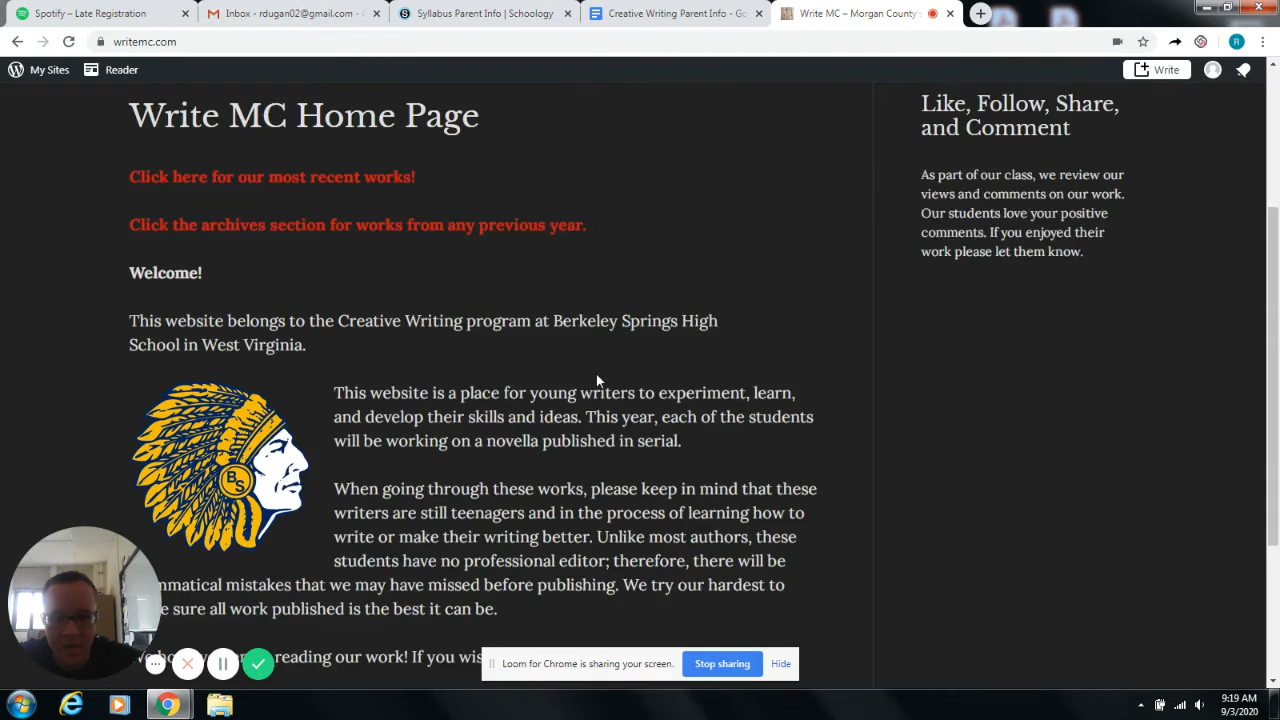 Spotify – Late Registration
Inbox - rdugan02@gmail.com -
Syllabus Parent Info | Schoolo
Creative Writing Parent Info - Go
Write MC – Morgan County's
writemc.com
My Sites
Reader
Write
Write MC Home Page
Click here for our most recent works!
Click the archives section for works from any previous year.
Welcome!
This website belongs to the Creative Writing program at Berkeley Springs High
School in West Virginia.
BS
This website is a place for young writers to experiment, learn,
and develop their skills and ideas. This year, each of the students
will be working on a novella published in serial.
When going through these works, please keep in mind that these
writers are still teenagers and in the process of learning how to
write or make their writing better. Unlike most authors, these
students have no professional editor; therefore, there will be
mmatical mistakes that we may have missed before publishing. We try our hardest to
sure all work published is the best it can be.
reading our work! If you wis
Like, Follow, Share,
and Comment
As part of our class, we review our
views and comments on our work.
Our students love your positive
comments. If you enjoyed their
work please let them know.
Loom for Chrome is sharing your screen.
Stop sharing
Hide
9:19 AM
9/3/2020